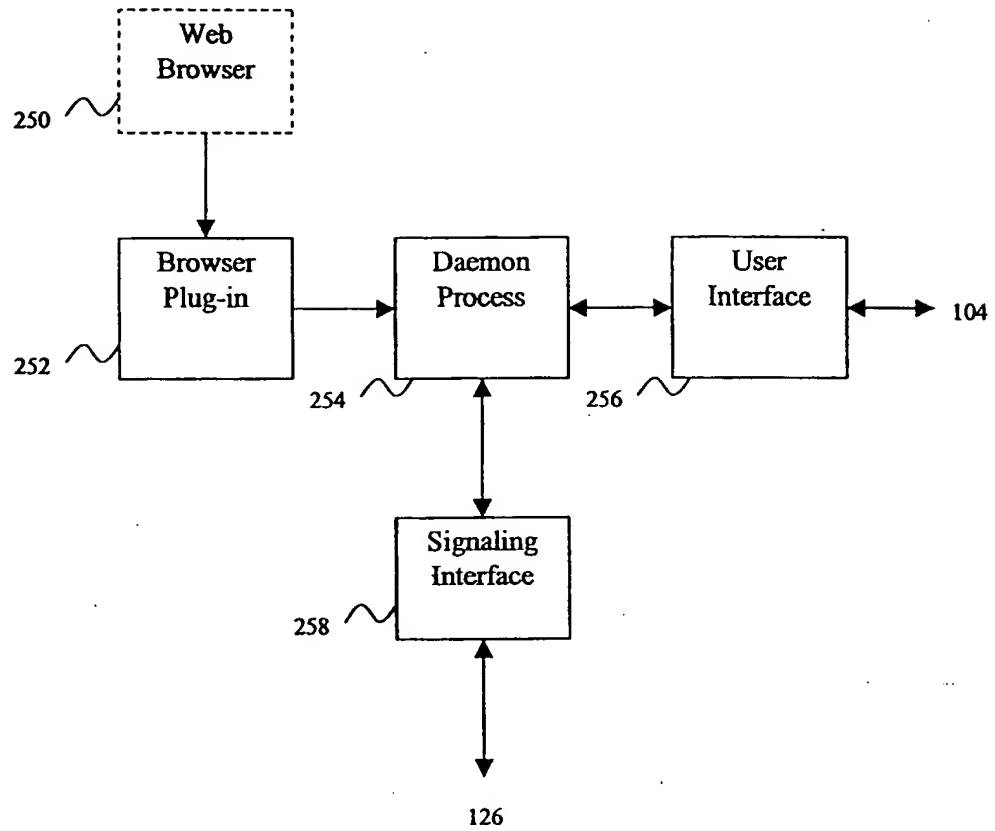 Web
Browser
250
Browser
Plug-in
252
Daemon
Process
254
User
Interface
256
104
Signaling
Interface
258
126